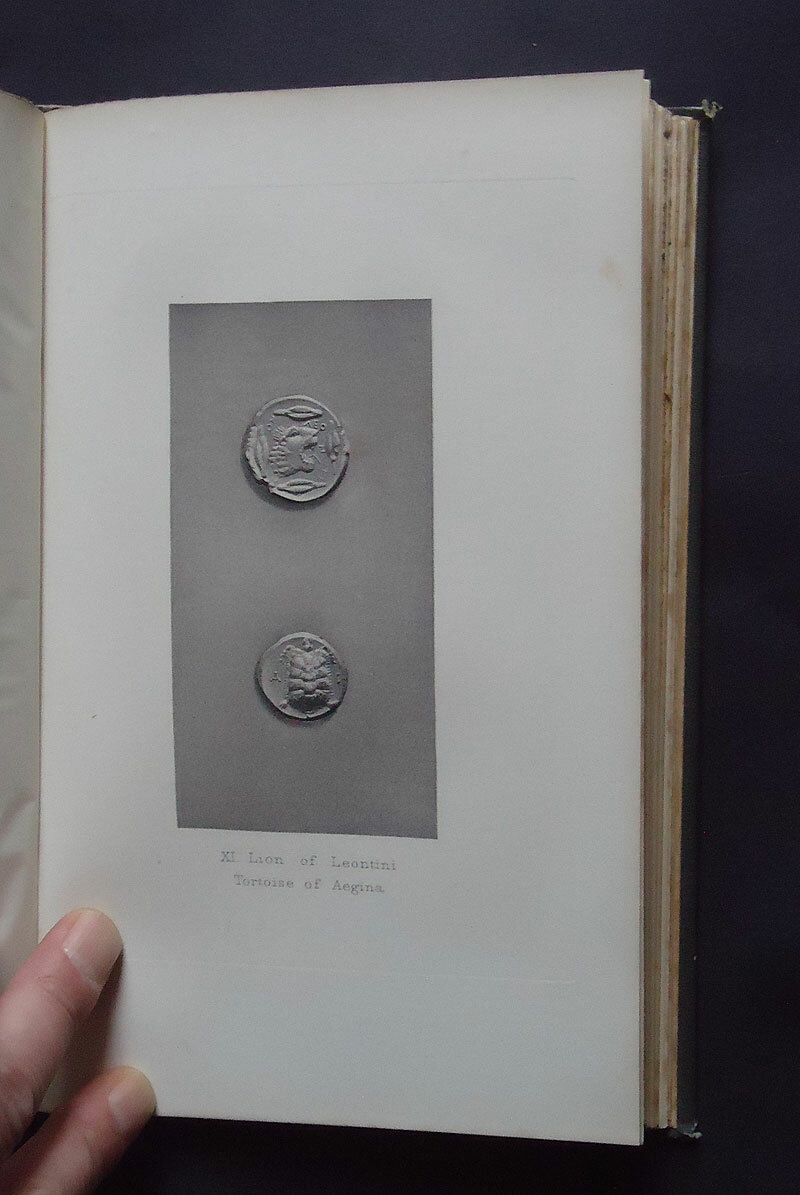 XI Lion of Leontini
Tortoise of Aegina